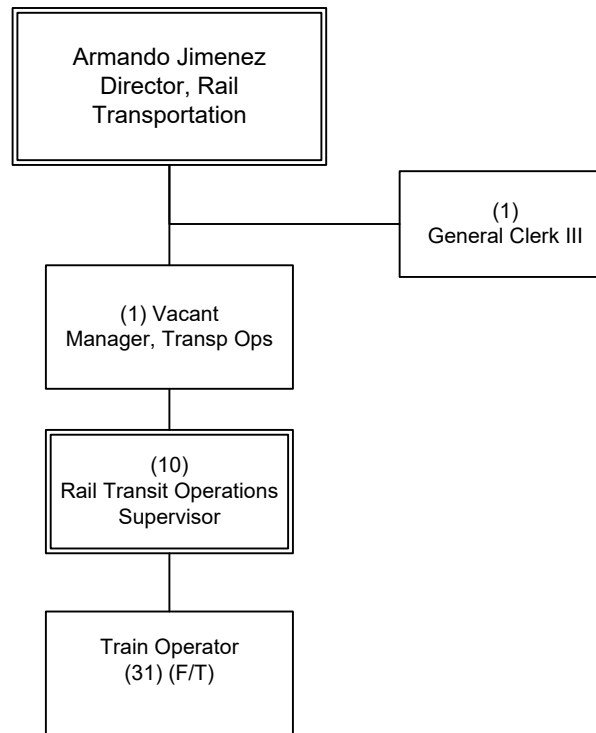 Armando Jimenez
Director, Rail
Transportation
(1)
General Clerk III
(1) Vacant
Manager, Transp Ops
(10)
Rail Transit Operations
Supervisor
Train Operator
(31) (F/T)